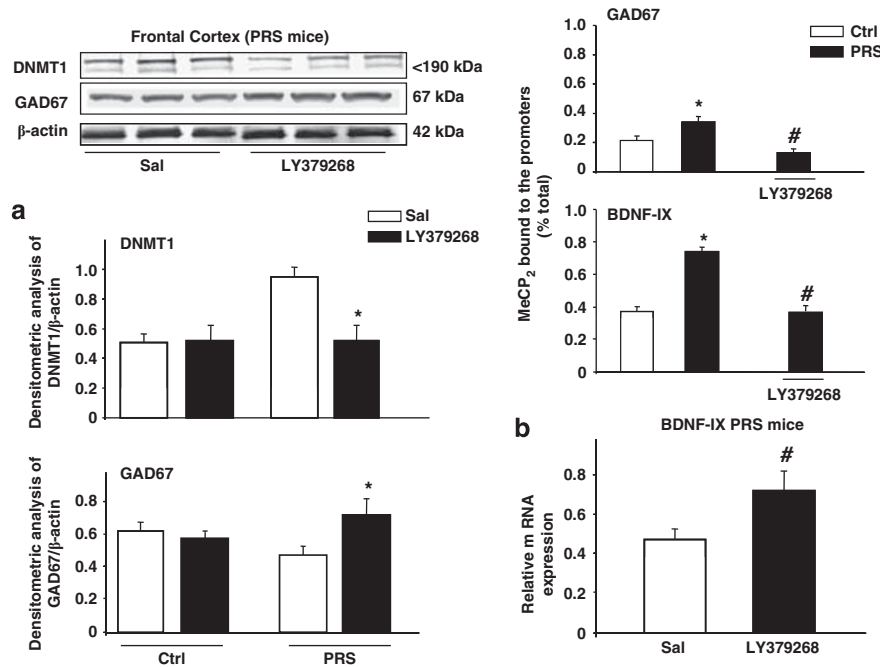 Frontal Cortex (PRS mice)
DNMT1
<190 kDa
GAD67
67 kDa
β-actin
42 kDa
Sal
LY379268
a
Sal
LY379268
DNMT1
Densitometric analysis of
DNMT1/β-actin
1.0
0.8
0.6
0.4
0.2
0
*
GAD67
Densitometric analysis of
GAD67/β-actin
0.8
0.6
0.4
0.2
0
*
Ctrl
PRS
GAD67
Ctrl
PRS
MeCP2 bound to the promoters
(% total)
1.0
0.8
0.6
0.4
0.2
0
*
#
LY379268
BDNF-IX
1.0
0.8
0.6
0.4
0.2
0
*
#
LY379268
b
BDNF-IX PRS mice
Relative m RNA
expression
0.8
0.6
0.4
0.2
0
#
Sal
LY379268